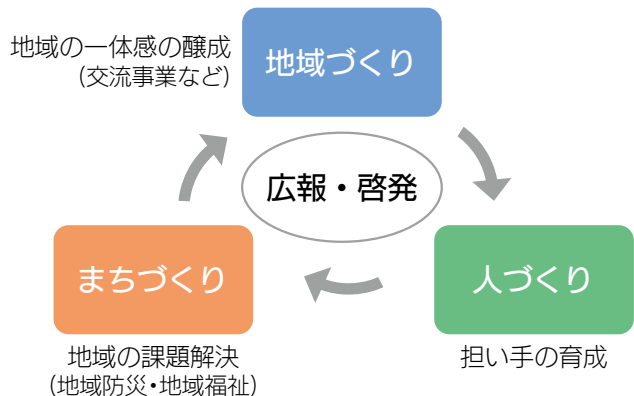 地域の一体感の醸成
(交流事業など)
地域づくり
広報・啓発
まちづくり
人づくり
地域の課題解決
(地域防災・地域福祉)
担い手の育成